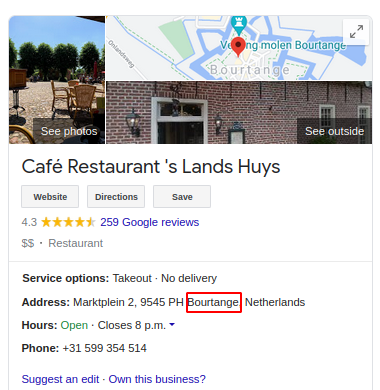 Onlandsweg
Vesting molen Bourtange
Bourtange
See photos
See outside
Café Restaurant 's Lands Huys
Website
Directions
Save
4.3 ★★★★★ 259 Google reviews
$$ · Restaurant
Service options: Takeout · No delivery
Address: Marktplein 2, 9545 PH Bourtange, Netherlands
Hours: Open · Closes 8 p.m.
Phone: +31 599 354 514
Suggest an edit · Own this business?